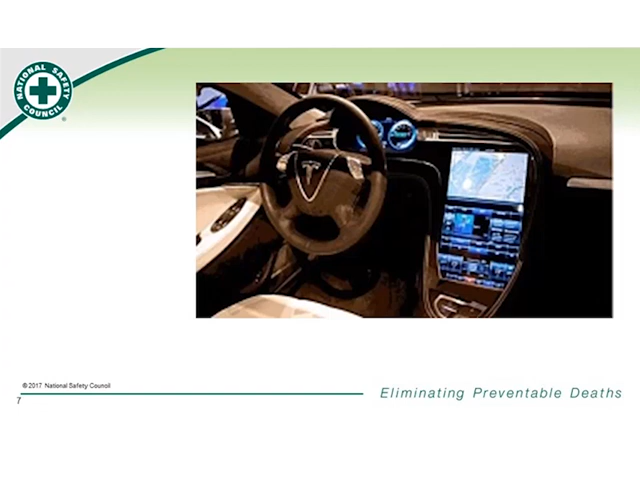 NATIONAL SAFETY
COUNCIL
®
© 2017 National Safety Council
Eliminating Preventable Deaths
7